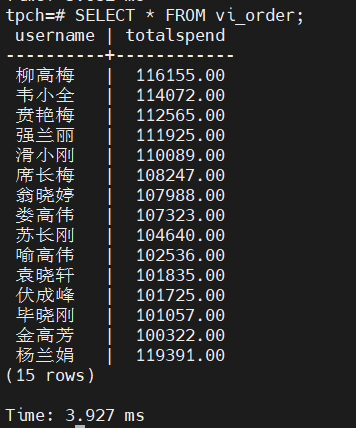 tpch=# SELECT * FROM vi_order;
username | totalspend
----------+------------
柳高梅 | 116155.00
韦小全 | 114072.00
贲艳梅 | 112565.00
强兰丽 | 111925.00
滑小刚 | 110089.00
席长梅 | 108247.00
翁晓婷 | 107988.00
娄高伟 | 107323.00
苏长刚 | 104640.00
喻高伟 | 102536.00
袁晓轩 | 101835.00
伏成峰 | 101725.00
毕晓刚 | 101057.00
金高芳 | 100322.00
杨兰娟 | 119391.00
(15 rows)
Time: 3.927 ms